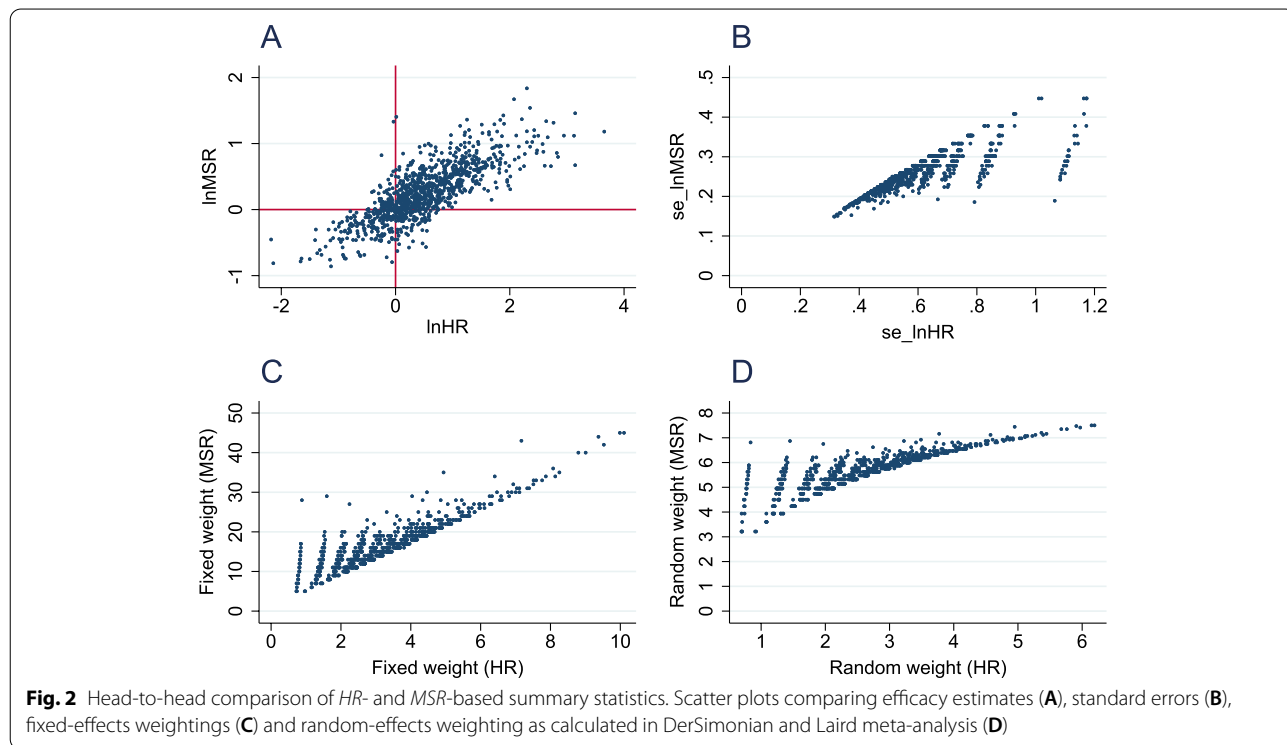 A
B
2
1
0
-1
lnMSR
-2 0 2 4
lnHR
.5
.4
.3
.2
.1
0
se_lnMSR
0 .2 .4 .6 .8 1 1.2
se_lnHR
C
D
50
40
30
20
10
0
Fixed weight (MSR)
0 2 4 6 8 10
Fixed weight (HR)
8
7
6
5
4
3
2
1
0
Random weight (MSR)
1 2 3 4 5 6
Random weight (HR)
Fig. 2 Head-to-head comparison of HR- and MSR-based summary statistics. Scatter plots comparing efficacy estimates (A), standard errors (B),
fixed-effects weightings (C) and random-effects weighting as calculated in DerSimonian and Laird meta-analysis (D)